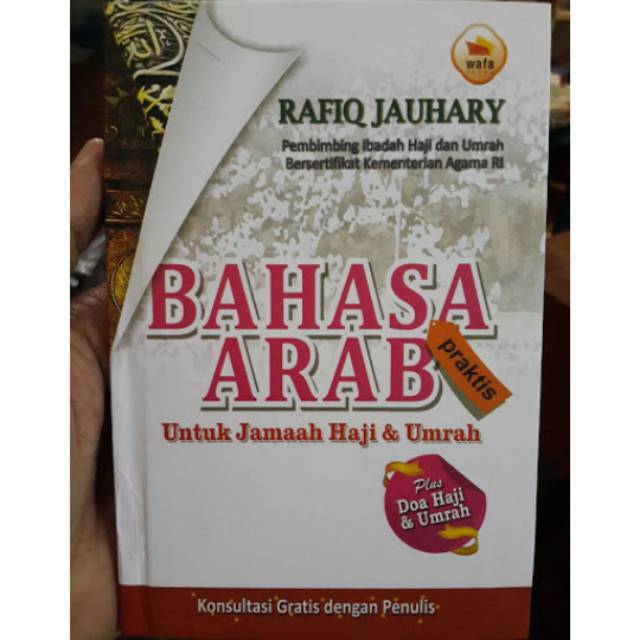 wafa
RAFIQ JAUHARY
Pembimbing Ibadah Haji dan Umrah
Bersertifikat Kementerian Agama RI
BAHASA
ARAB
praktis
Untuk Jamaah Haji & Umrah
Plus
Doa Haji
& Umrah
Konsultasi Gratis dengan Penulis